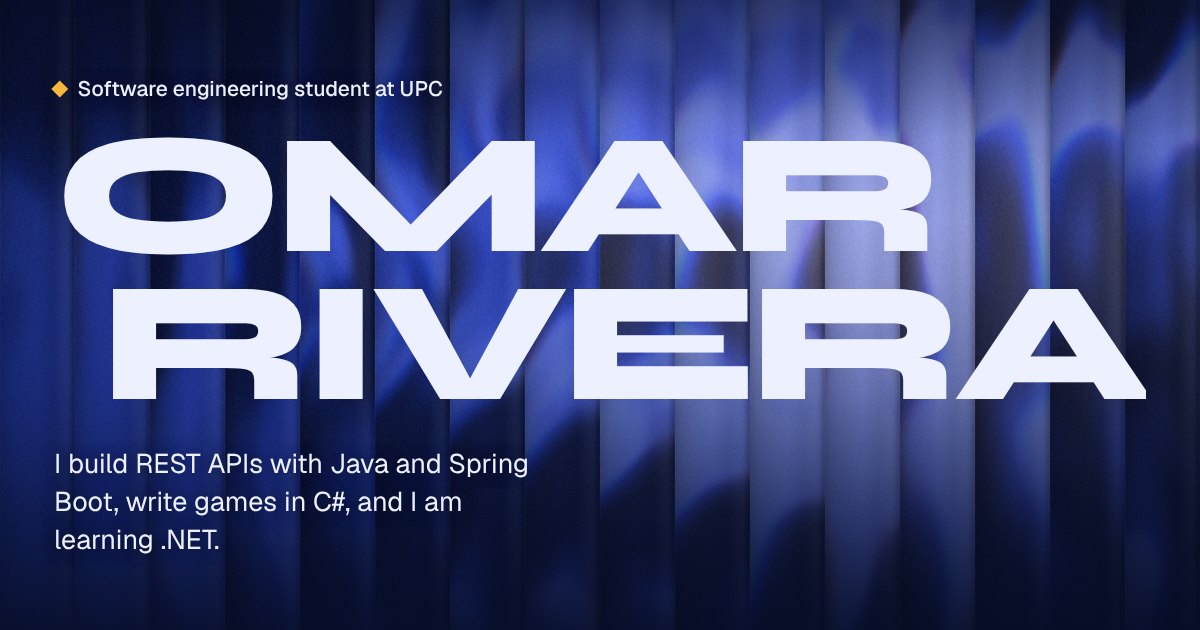 Software engineering student at UPC
OMAR
RIVERA
I build REST APIs with Java and Spring
Boot, write games in C#, and I am
learning .NET.